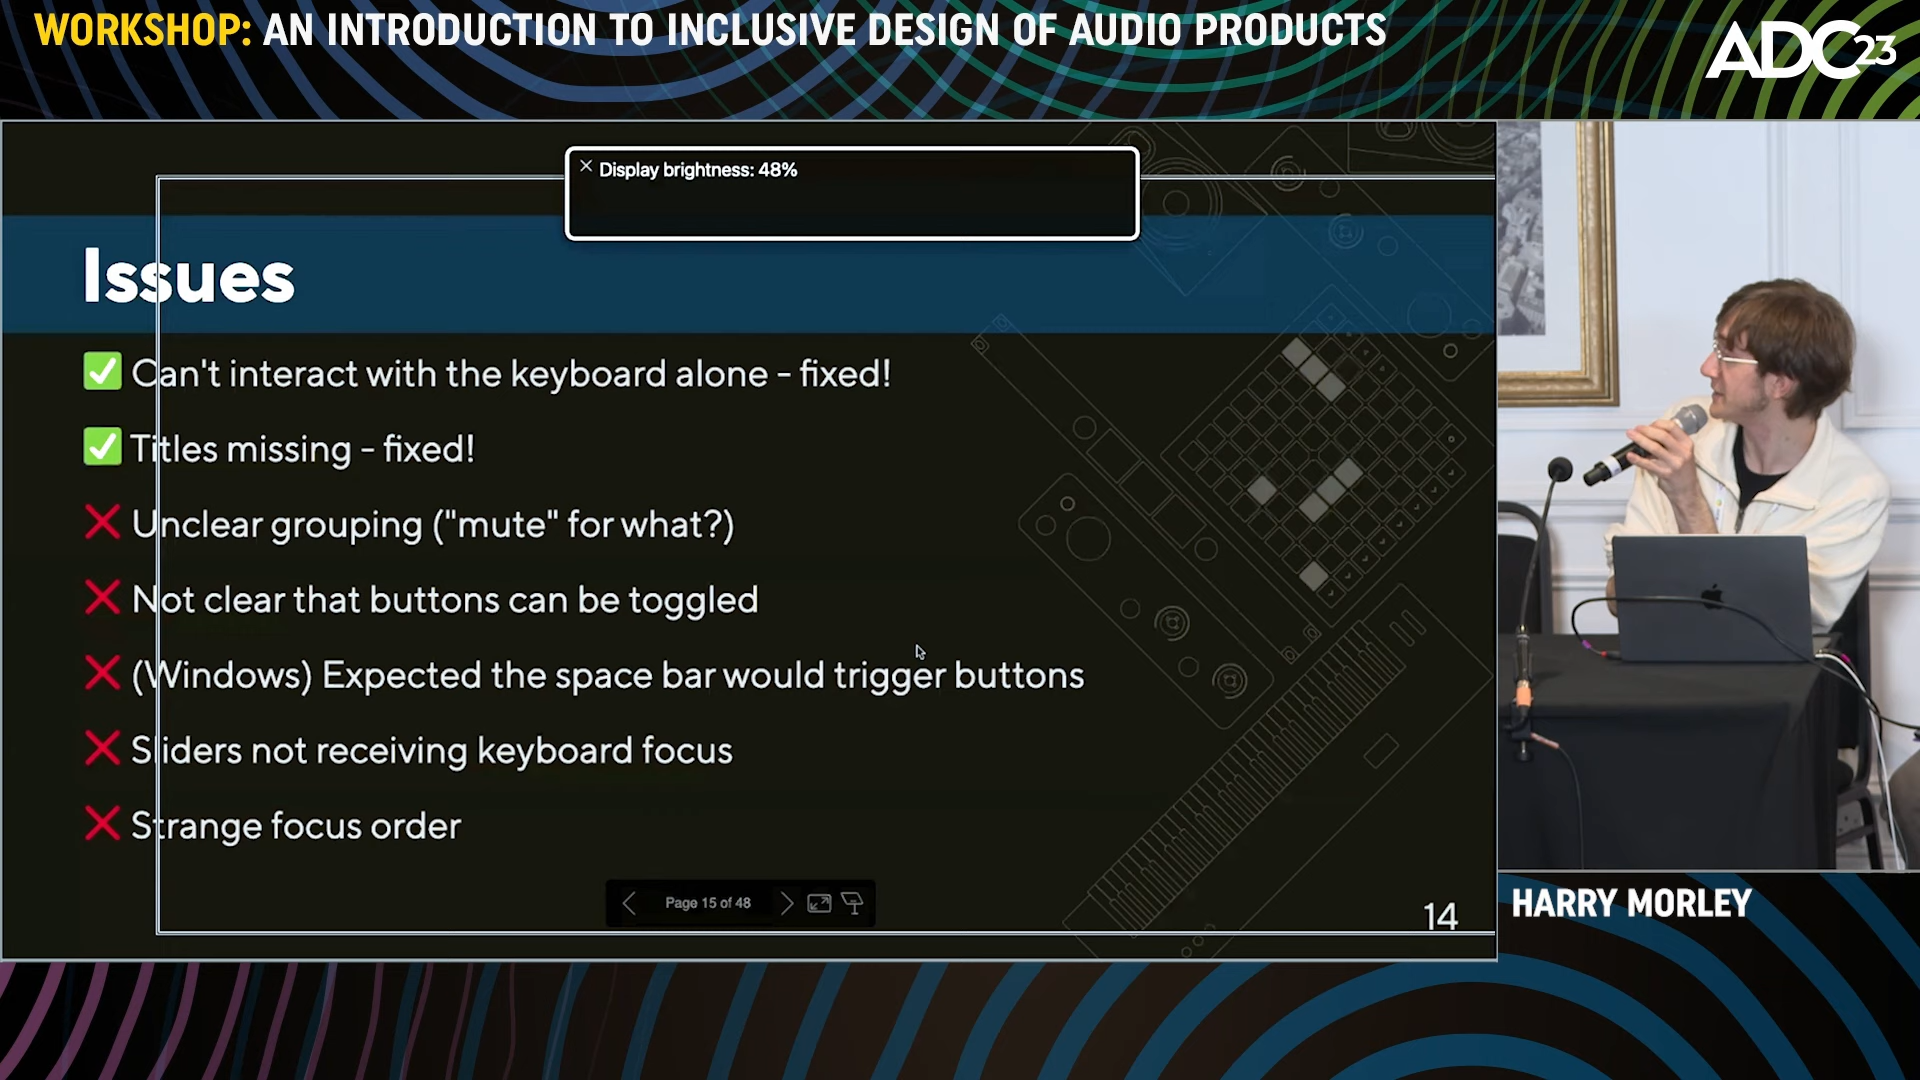 WORKSHOP: AN INTRODUCTION TO INCLUSIVE DESIGN OF AUDIO PRODUCTS
ADC23
Display brightness: 48%
Issues
✅ Can't interact with the keyboard alone - fixed!
✅ Titles missing - fixed!
❌ Unclear grouping ("mute" for what?)
❌ Not clear that buttons can be toggled
❌ (Windows) Expected the space bar would trigger buttons
❌ Sliders not receiving keyboard focus
❌ Strange focus order
Page 15 of 48
14
HARRY MORLEY